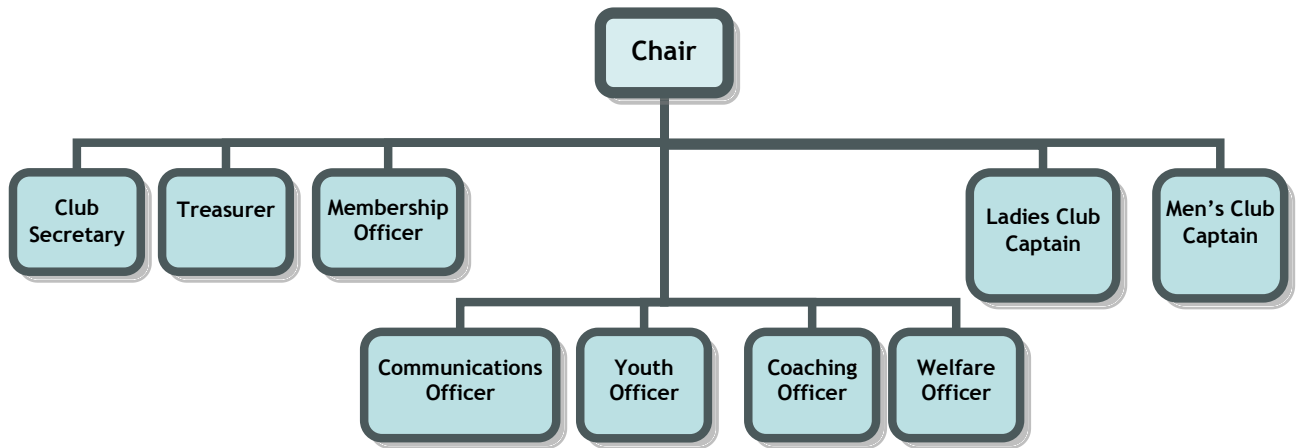 Chair
Club
Secretary
Treasurer
Membership
Officer
Ladies Club
Captain
Men’s Club
Captain
Communications
Officer
Youth
Officer
Coaching
Officer
Welfare
Officer